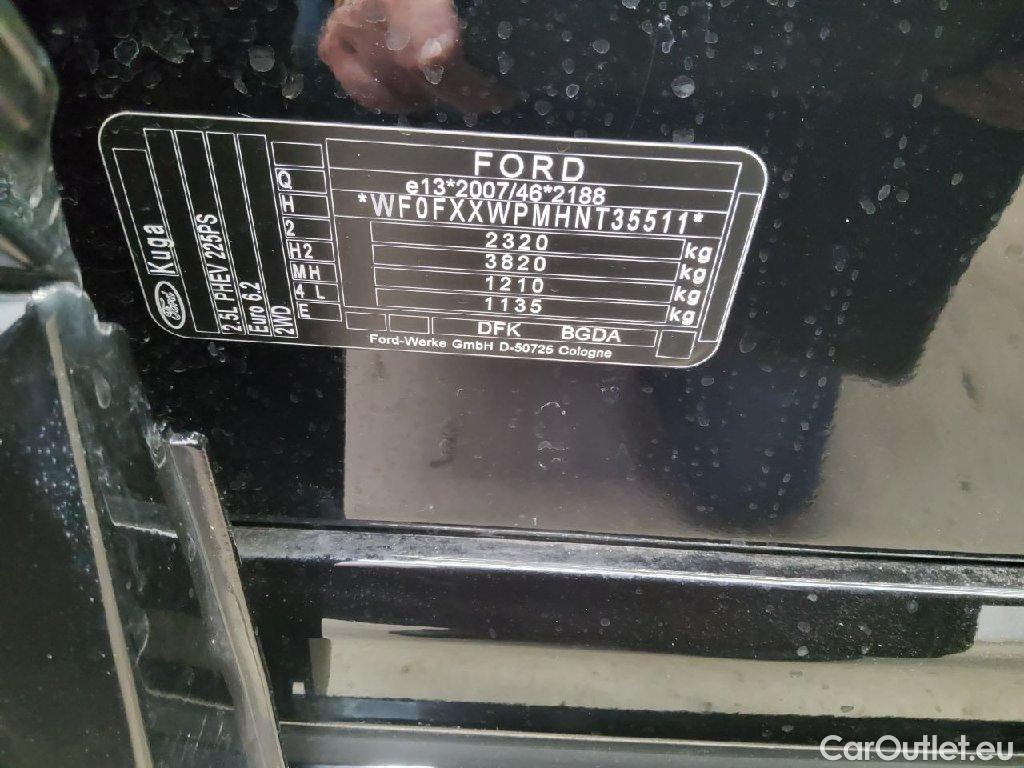 FORD
e13*2007/46*2188
*WF0FXXWPMHNT35511*
2320 kg
3820 kg
1210 kg
1135 kg
DFK BGDA
Ford-Werke GmbH D-50725 Cologne
Ford Kuga
2.5L PHEV 225PS
Euro 6.2
2WD
Q
H
2
H2
MH
4 L
E
CarOutlet.eu